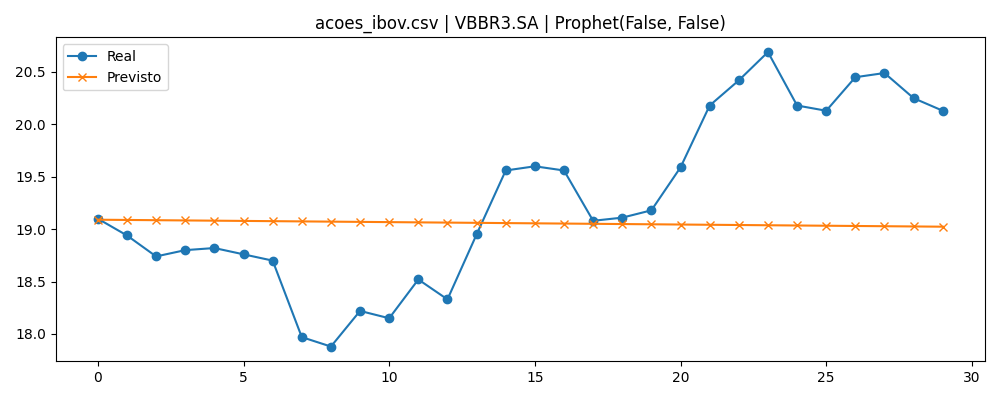 acoes_ibov.csv | VBBR3.SA | Prophet(False, False)
Real
Previsto
20.5
20.0
19.5
19.0
18.5
18.0
0 5 10 15 20 25 30